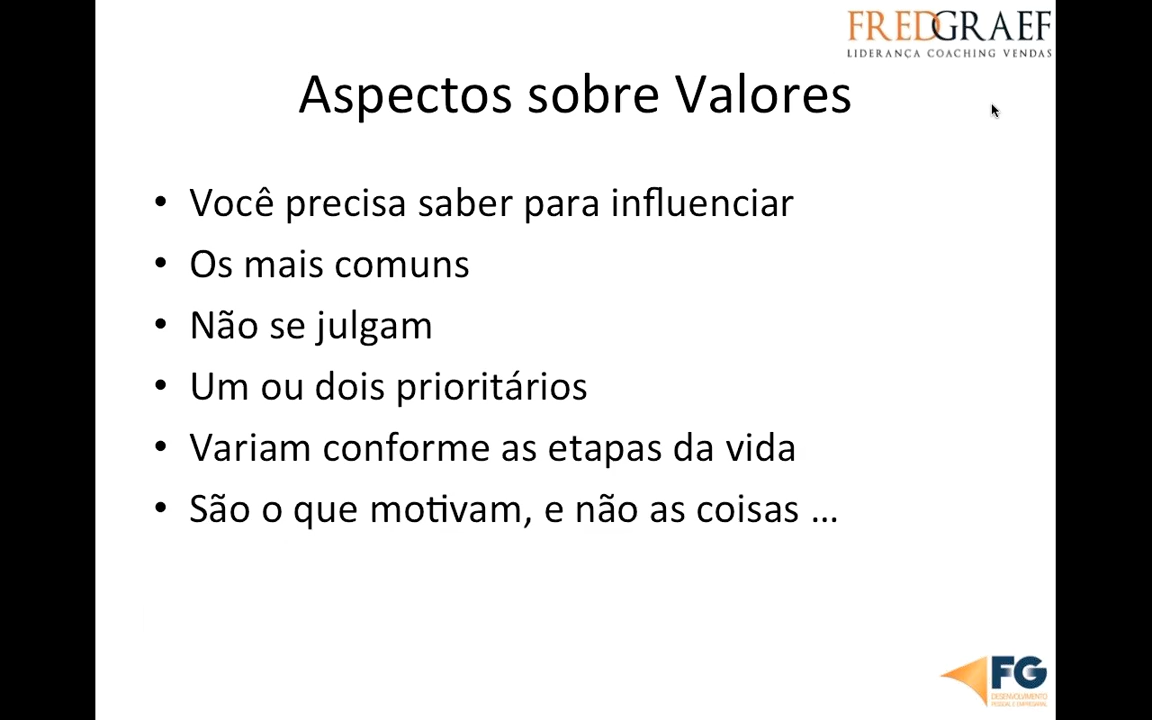 FREDGRAEF
LIDERANÇA COACHING VENDAS
Aspectos sobre Valores
• Você precisa saber para influenciar
• Os mais comuns
• Não se julgam
• Um ou dois prioritários
• Variam conforme as etapas da vida
• São o que motivam, e não as coisas ...
FG
DESENVOLVIMENTO
PESSOAL E EMPRESARIAL